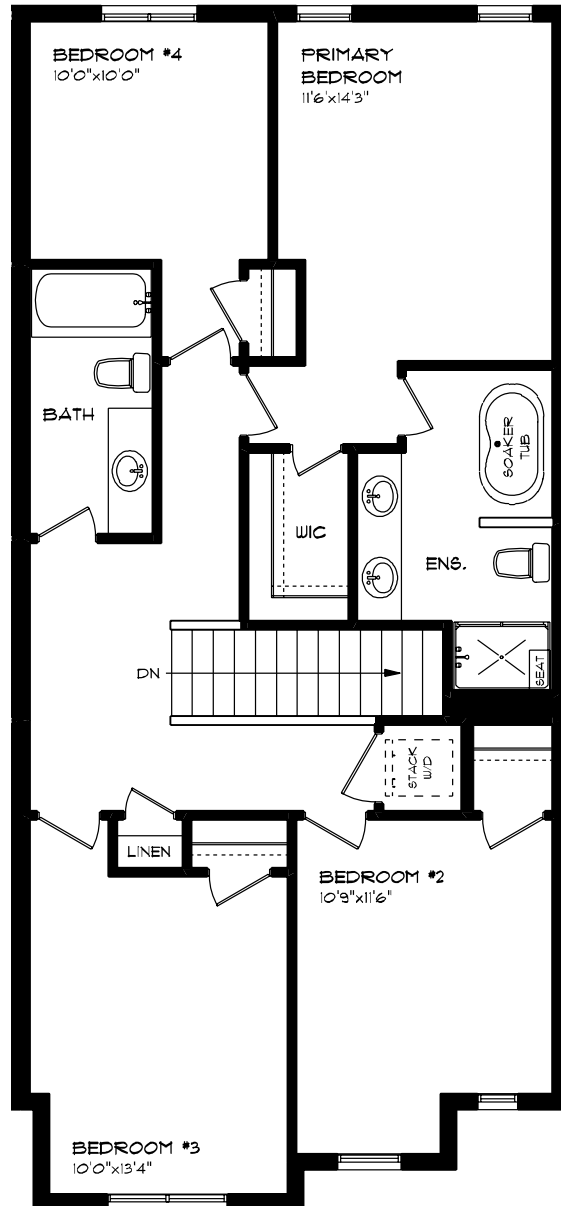 BEDROOM #4
10'0"x10'0"
PRIMARY
BEDROOM
11'6'x14'3"
BATH
SOAKER
TUB
WIC
ENS.
DN
SEAT
STACK
W/D
LINEN
BEDROOM #2
10'9"x11'6"
BEDROOM #3
10'0"x13'4"